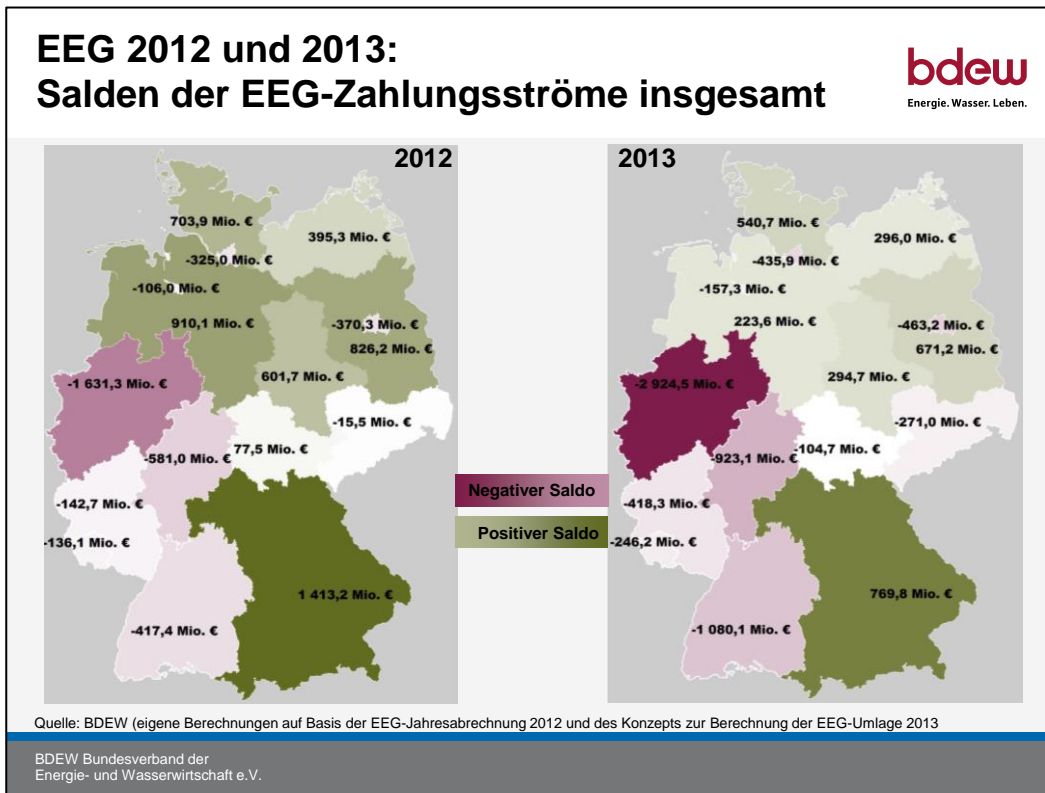 EEG 2012 und 2013:
Salden der EEG-Zahlungsströme insgesamt
bdew
Energie. Wasser. Leben.
2012
703,9 Mio. €
395,3 Mio. €
-325,0 Mio. €
-106,0 Mio. €
910,1 Mio. €
-370,3 Mio. €
826,2 Mio. €
-1 631,3 Mio. €
601,7 Mio. €
-15,5 Mio. €
77,5 Mio. €
-581,0 Mio. €
-142,7 Mio. €
-136,1 Mio. €
1 413,2 Mio. €
-417,4 Mio. €
Negativer Saldo
Positiver Saldo
2013
540,7 Mio. €
296,0 Mio. €
-435,9 Mio. €
-157,3 Mio. €
223,6 Mio. €
-463,2 Mio. €
671,2 Mio. €
-2 924,5 Mio. €
294,7 Mio. €
-271,0 Mio. €
-104,7 Mio. €
-923,1 Mio. €
-418,3 Mio. €
-246,2 Mio. €
769,8 Mio. €
-1 080,1 Mio. €
Quelle: BDEW (eigene Berechnungen auf Basis der EEG-Jahresabrechnung 2012 und des Konzepts zur Berechnung der EEG-Umlage 2013
BDEW Bundesverband der
Energie- und Wasserwirtschaft e.V.